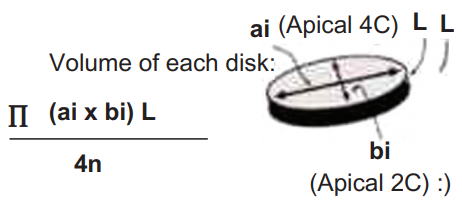 ai (Apical 4C) L L
Volume of each disk:
∏ (ai x bi) L
4n
bi
(Apical 2C) :)